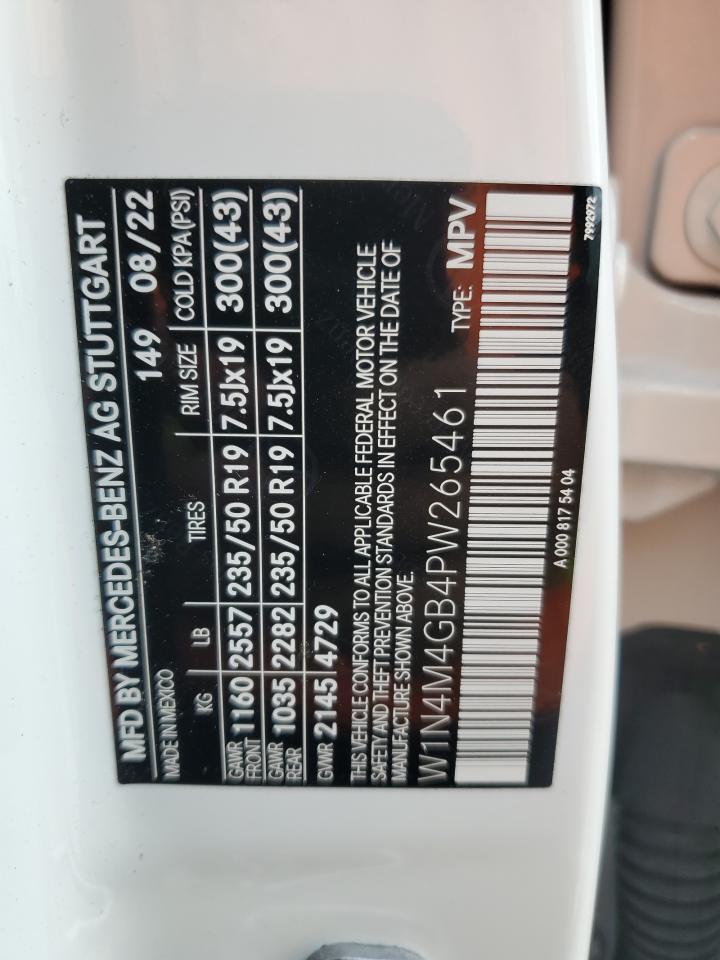 MFD BY MERCEDES-BENZ AG STUTTGART
MADE IN MEXICO 149 08/22
KG LB TIRES RIM SIZE COLD KPA(PSI)
GAWR FRONT 1160 2557 235/50 R19 7.5Jx19 300(43)
GAWR REAR 1035 2282 235/50 R19 7.5Jx19 300(43)
GVWR 2145 4729
THIS VEHICLE CONFORMS TO ALL APPLICABLE FEDERAL MOTOR VEHICLE
SAFETY AND THEFT PREVENTION STANDARDS IN EFFECT ON THE DATE OF
MANUFACTURE SHOWN ABOVE.
W1N4M4GB4PW265461 TYPE: MPV
A 000 817 54 04 7992972